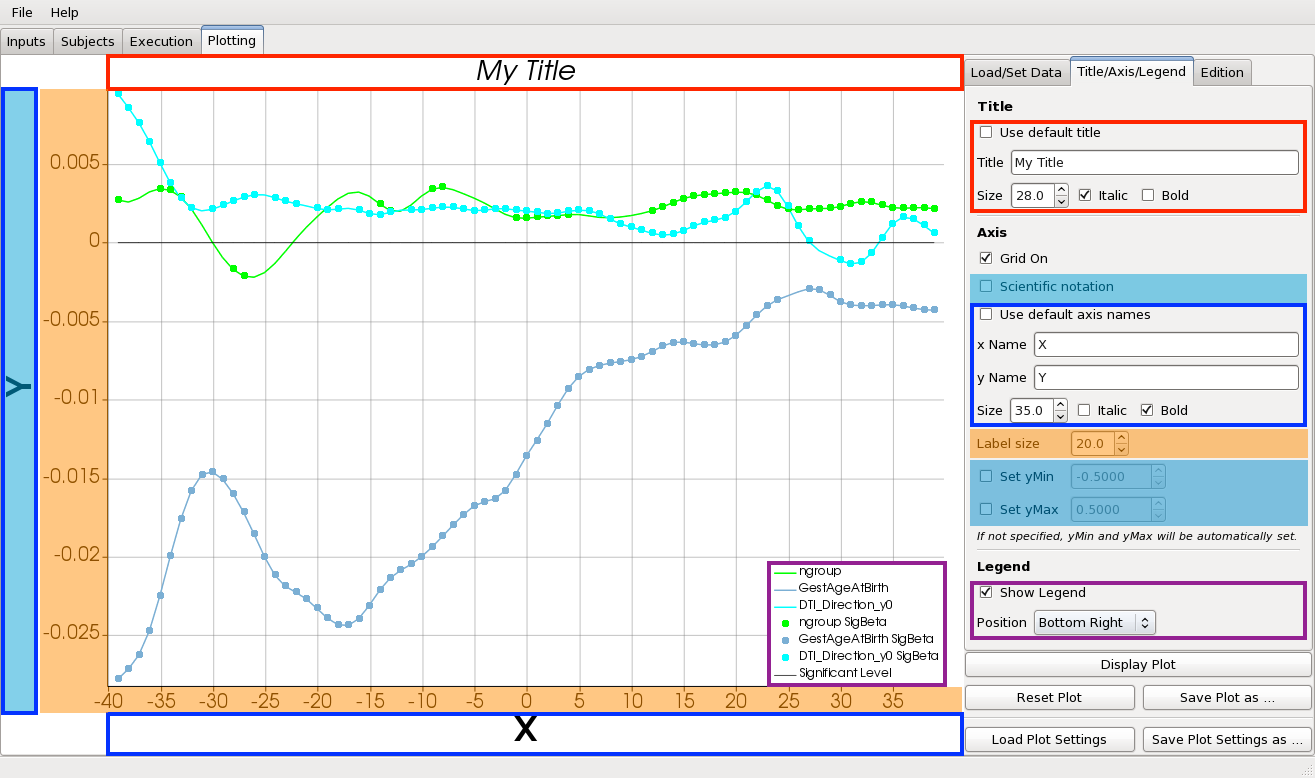 File Help
Inputs Subjects Execution Plotting
My Title
Y
0.005
0
-0.005
-0.01
-0.015
-0.02
-0.025
-40 -35 -30 -25 -20 -15 -10 -5 0 5 10 15 20 25 30 35
X
ngroup
GestAgeAtBirth
DTI_Direction_y0
ngroup SigBeta
GestAgeAtBirth SigBeta
DTI_Direction_y0 SigBeta
Significant Level
Load/Set Data Title/Axis/Legend Edition
Title
Use default title
Title My Title
Size 28.0 Italic Bold
Axis
Grid On
Scientific notation
Use default axis names
x Name X
y Name Y
Size 35.0 Italic Bold
Label size 20.0
Set yMin -0.5000
Set yMax 0.5000
If not specified, yMin and yMax will be automatically set.
Legend
Show Legend
Position Bottom Right
Display Plot
Reset Plot Save Plot as ...
Load Plot Settings Save Plot Settings as ...